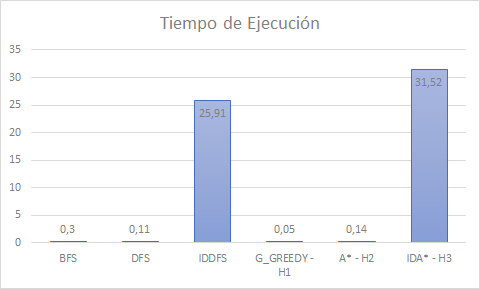 Tiempo de Ejecución
35
30
25
20
15
10
5
0
0,3
0,11
25,91
0,05
0,14
31,52
BFS
DFS
IDDFS
G_GREEDY -
H1
A* - H2
IDA* - H3